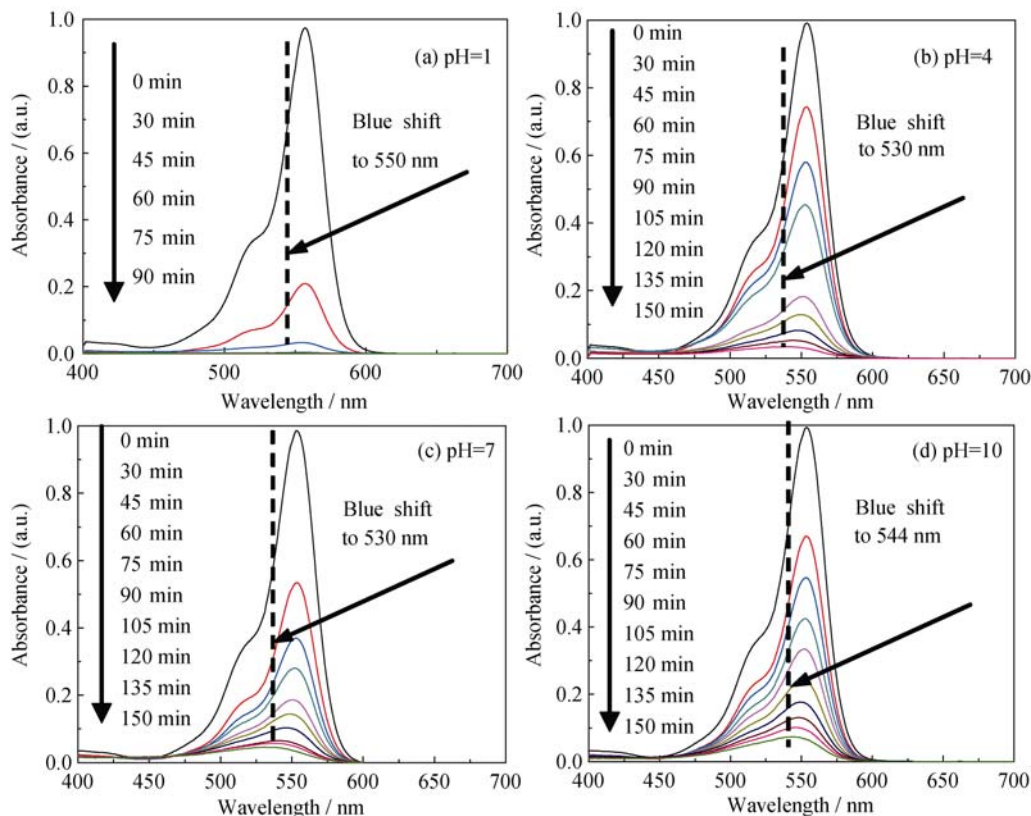 (a) pH=1
1.0
0.8
0.6
0.4
0.2
0.0
Absorbance / (a.u.)
0 min
30 min
45 min
60 min
75 min
90 min
Blue shift
to 550 nm
400
500
600
700
Wavelength / nm
(b) pH=4
1.0
0.8
0.6
0.4
0.2
0.0
Absorbance / (a.u.)
0 min
30 min
45 min
60 min
75 min
90 min
105 min
120 min
135 min
150 min
Blue shift
to 530 nm
400
450
500
550
600
650
700
Wavelength / nm
(c) pH=7
1.0
0.8
0.6
0.4
0.2
0.0
Absorbance / (a.u.)
0 min
30 min
45 min
60 min
75 min
90 min
105 min
120 min
135 min
150 min
Blue shift
to 530 nm
400
450
500
550
600
650
700
Wavelength / nm
(d) pH=10
1.0
0.8
0.6
0.4
0.2
0.0
Absorbance / (a.u.)
0 min
30 min
45 min
60 min
75 min
90 min
105 min
120 min
135 min
150 min
Blue shift
to 544 nm
400
450
500
550
600
650
700
Wavelength / nm